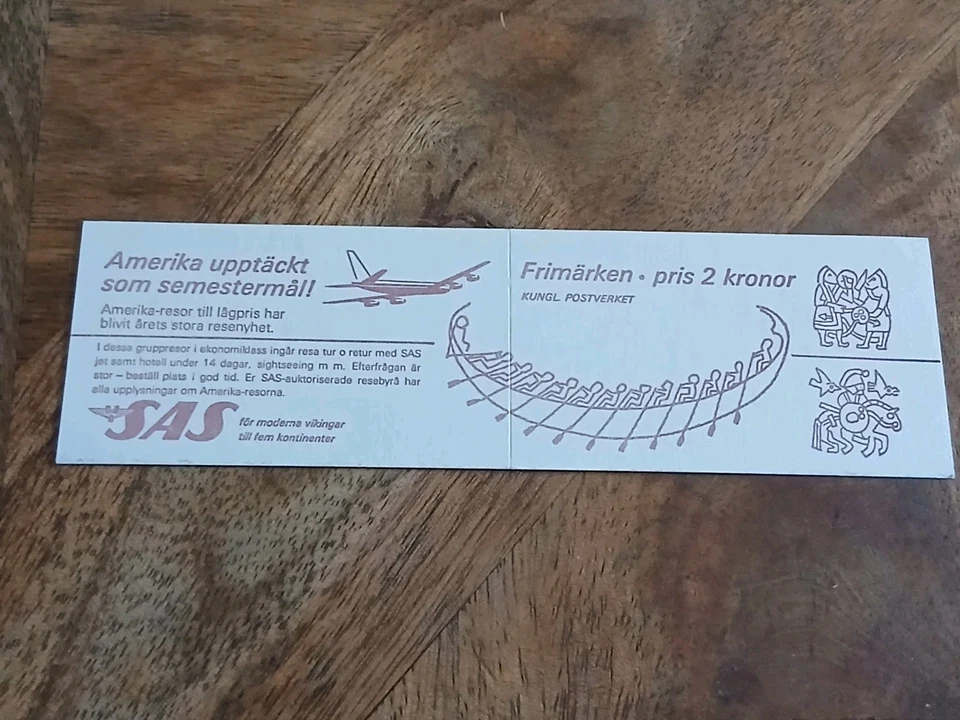 Amerika upptäckt
som semestermål!
Amerika-resor till lågpris har
blivit årets stora resenyhet.
I dessa gruppresor i ekonomiklass ingår resa tur o retur med SAS
jet samt hotell under 14 dagar, sightseeing m m. Efterfrågan är
stor – beställ plats i god tid. Er SAS-auktoriserade resebyrå har
alla upplysningar om Amerika-resorna.
SAS
för moderna vikingar
till fem kontinenter
Frimärken • pris 2 kronor
KUNGL. POSTVERKET